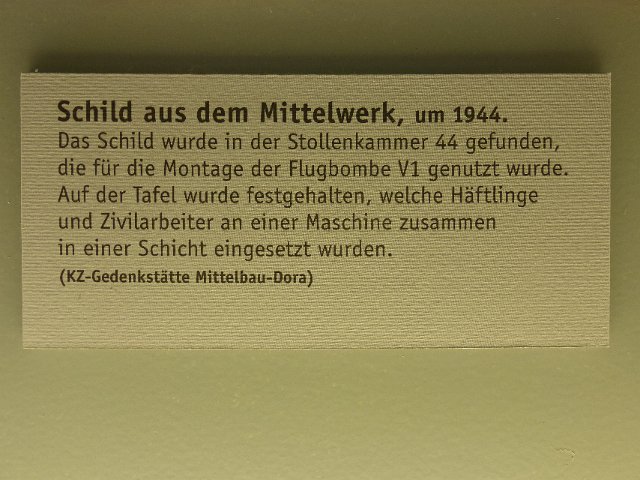 Schild aus dem Mittelwerk, um 1944.
Das Schild wurde in der Stollenkammer 44 gefunden,
die für die Montage der Flugbombe V1 genutzt wurde.
Auf der Tafel wurde festgehalten, welche Häftlinge
und Zivilarbeiter an einer Maschine zusammen
in einer Schicht eingesetzt wurden.
(KZ-Gedenkstätte Mittelbau-Dora)